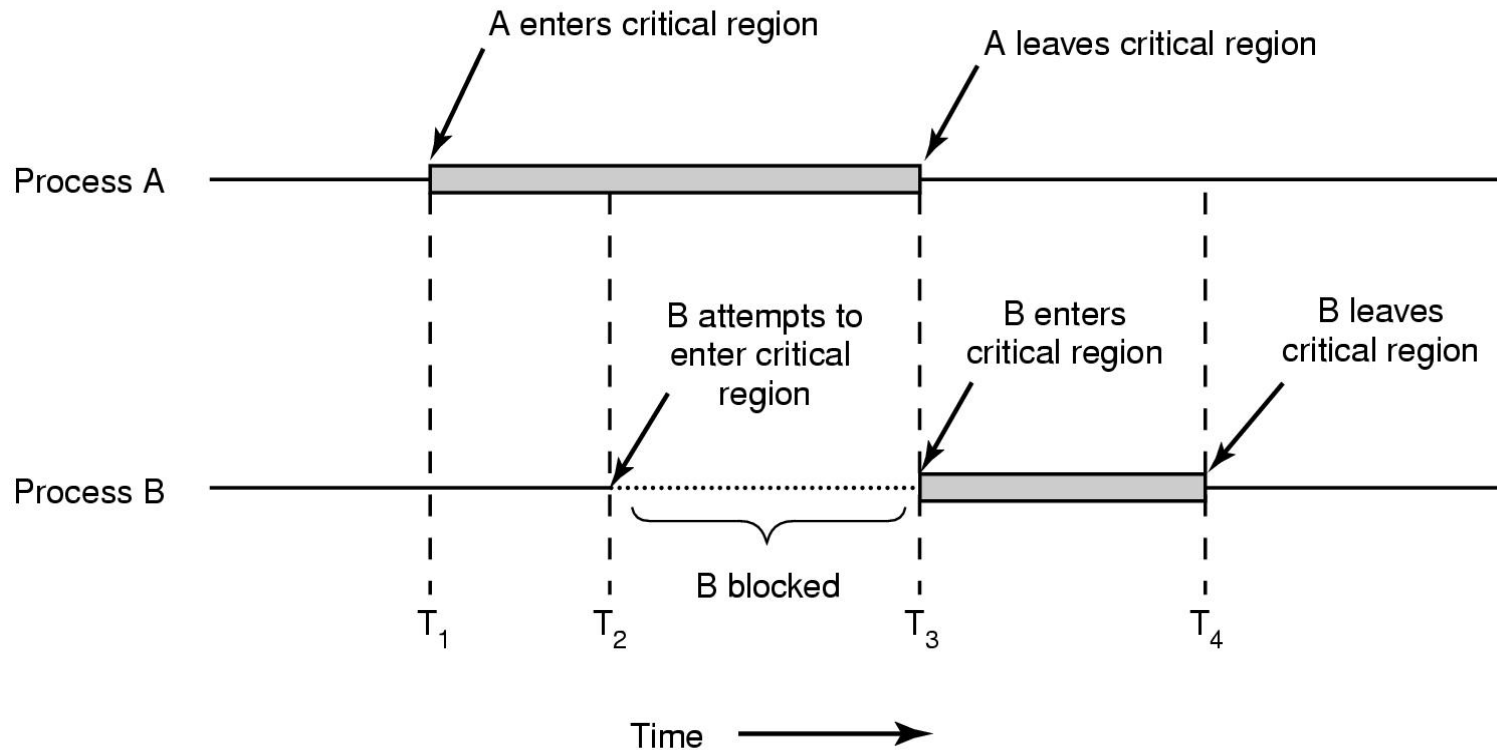 A enters critical region
A leaves critical region
Process A
B attempts to
enter critical
region
B enters
critical region
B leaves
critical region
Process B
B blocked
T1
T2
T3
T4
Time